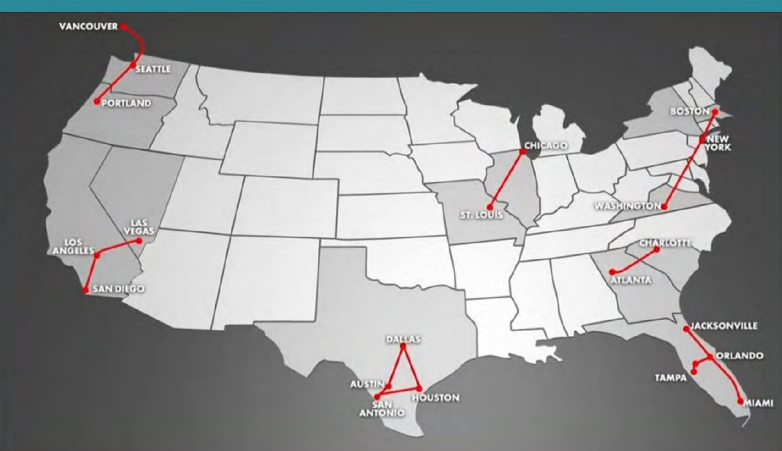 VANCOUVER
SEATTLE
PORTLAND
BOSTON
NEW
YORK
CHICAGO
ST. LOUIS
WASHINGTON
LAS
VEGAS
LOS
ANGELES
SAN DIEGO
CHARLOTTE
ATLANTA
DALLAS
JACKSONVILLE
ORLANDO
TAMPA
MIAMI
AUSTIN
SAN
ANTONIO
HOUSTON